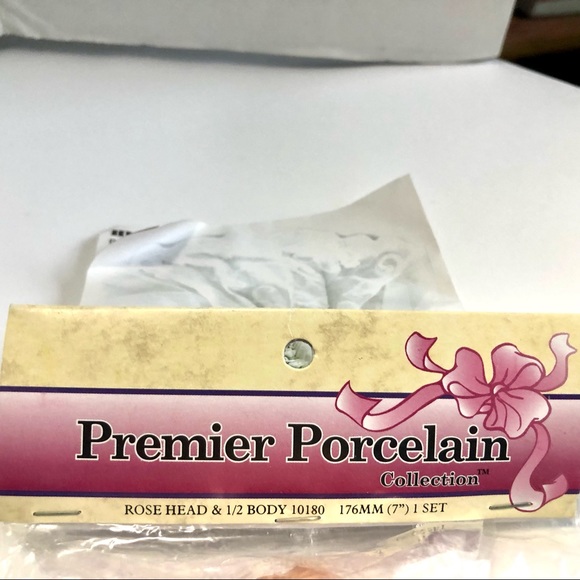 Premier Porcelain
Collection™
ROSE HEAD & 1/2 BODY 10180 176MM (7") 1 SET